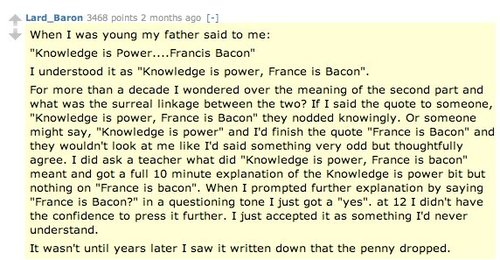 Lard_Baron 3468 points 2 months ago [-]
When I was young my father said to me:
"Knowledge is Power....Francis Bacon"
I understood it as "Knowledge is power, France is Bacon".
For more than a decade I wondered over the meaning of the second part and
what was the surreal linkage between the two? If I said the quote to someone,
"Knowledge is power, France is Bacon" they nodded knowingly. Or someone
might say, "Knowledge is power" and I'd finish the quote "France is Bacon" and
they wouldn't look at me like I'd said something very odd but thoughtfully
agree. I did ask a teacher what did "Knowledge is power, France is bacon"
meant and got a full 10 minute explanation of the Knowledge is power bit but
nothing on "France is bacon". When I prompted further explanation by saying
"France is Bacon?" in a questioning tone I just got a "yes". at 12 I didn't have
the confidence to press it further. I just accepted it as something I'd never
understand.
It wasn't until years later I saw it written down that the penny dropped.